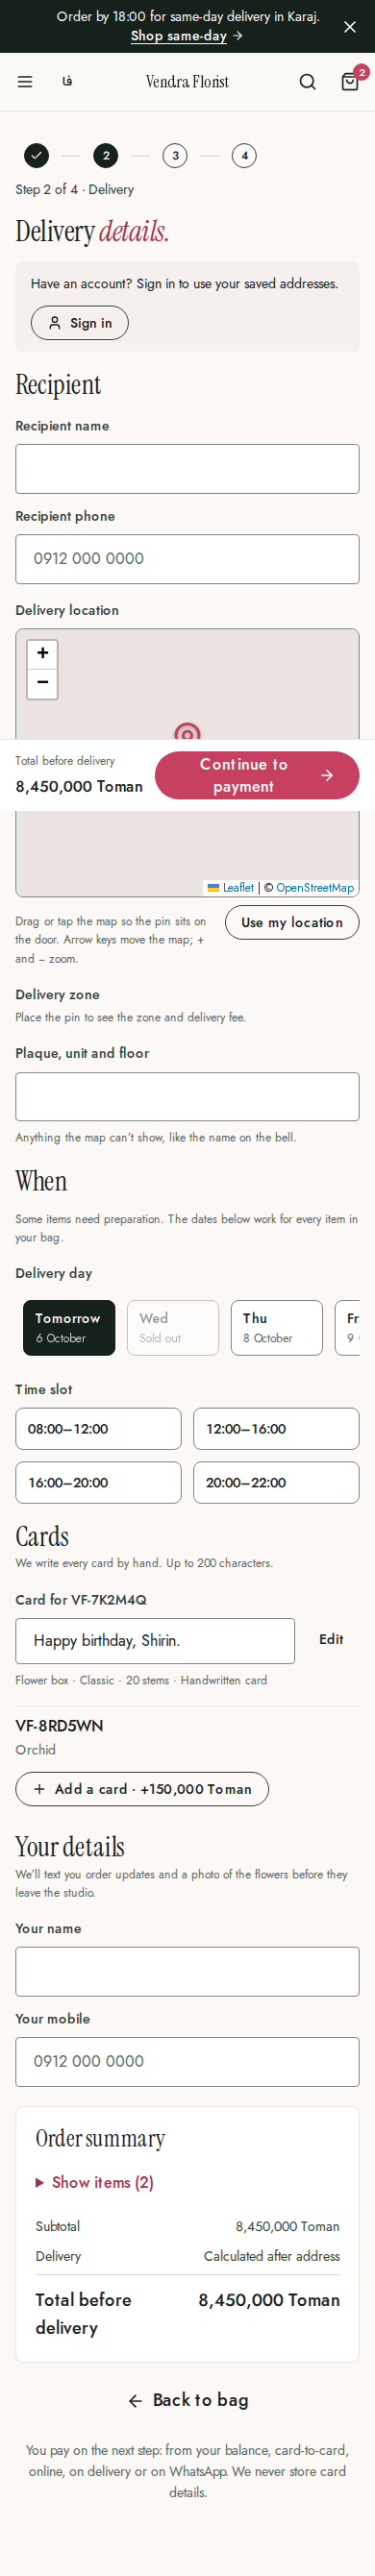 Order by 18:00 for same-day delivery in Karaj.
Shop same-day →
فا
Vendra Florist
2
2
3
4
Step 2 of 4 · Delivery
Delivery details.
Have an account? Sign in to use your saved addresses.
Sign in
Recipient
Recipient name
Recipient phone
0912 000 0000
Delivery location
+
−
Total before delivery
8,450,000 Toman
Continue to
payment
Leaflet | © OpenStreetMap
Drag or tap the map so the pin sits on
the door. Arrow keys move the map; +
and − zoom.
Use my location
Delivery zone
Place the pin to see the zone and delivery fee.
Plaque, unit and floor
Anything the map can't show, like the name on the bell.
When
Some items need preparation. The dates below work for every item in
your bag.
Delivery day
Tomorrow
6 October
Wed
Sold out
Thu
8 October
Fr
9
Time slot
08:00–12:00
12:00–16:00
16:00–20:00
20:00–22:00
Cards
We write every card by hand. Up to 200 characters.
Card for VF-7K2M4Q
Happy birthday, Shirin.
Edit
Flower box · Classic · 20 stems · Handwritten card
VF-8RD5WN
Orchid
+ Add a card · +150,000 Toman
Your details
We'll text you order updates and a photo of the flowers before they
leave the studio.
Your name
Your mobile
0912 000 0000
Order summary
Show items (2)
Subtotal
8,450,000 Toman
Delivery
Calculated after address
Total before
delivery
8,450,000 Toman
← Back to bag
You pay on the next step: from your balance, card-to-card,
online, on delivery or on WhatsApp. We never store card
details.